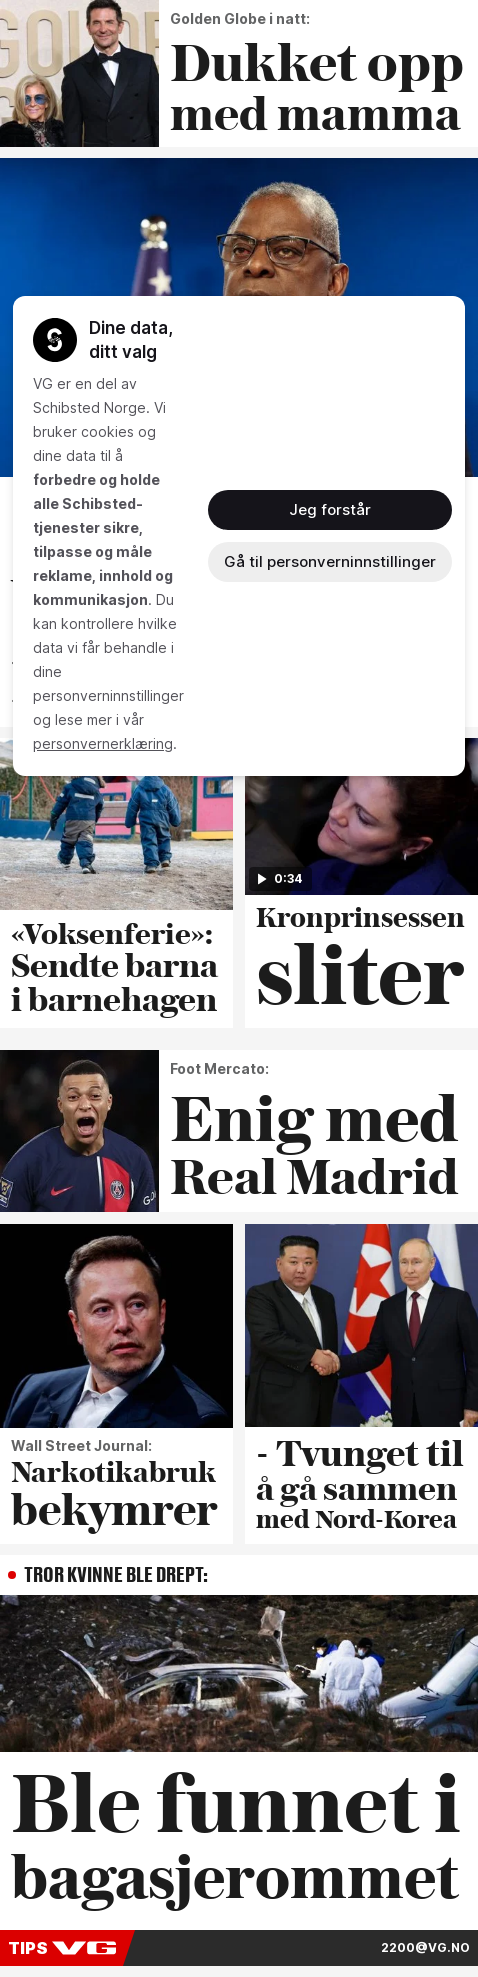 Golden Globe i natt:
Dukket opp
med mamma
Dine data,
ditt valg
VG er en del av
Schibsted Norge. Vi
bruker cookies og
dine data til å
forbedre og holde
alle Schibsted-
tjenester sikre,
tilpasse og måle
reklame, innhold og
kommunikasjon. Du
kan kontrollere hvilke
data vi får behandle i
dine
personverninnstillinger
og lese mer i vår
personvernerklæring.
Jeg forstår
Gå til personverninnstillinger
«Voksenferie»:
Sendte barna
i barnehagen
0:34
Kronprinsessen
sliter
Foot Mercato:
Enig med
Real Madrid
Wall Street Journal:
Narkotikabruk
bekymrer
- Tvunget til
å gå sammen
med Nord-Korea
TROR KVINNE BLE DREPT:
Ble funnet i
bagasjerommet
TIPS VG
2200@VG.NO